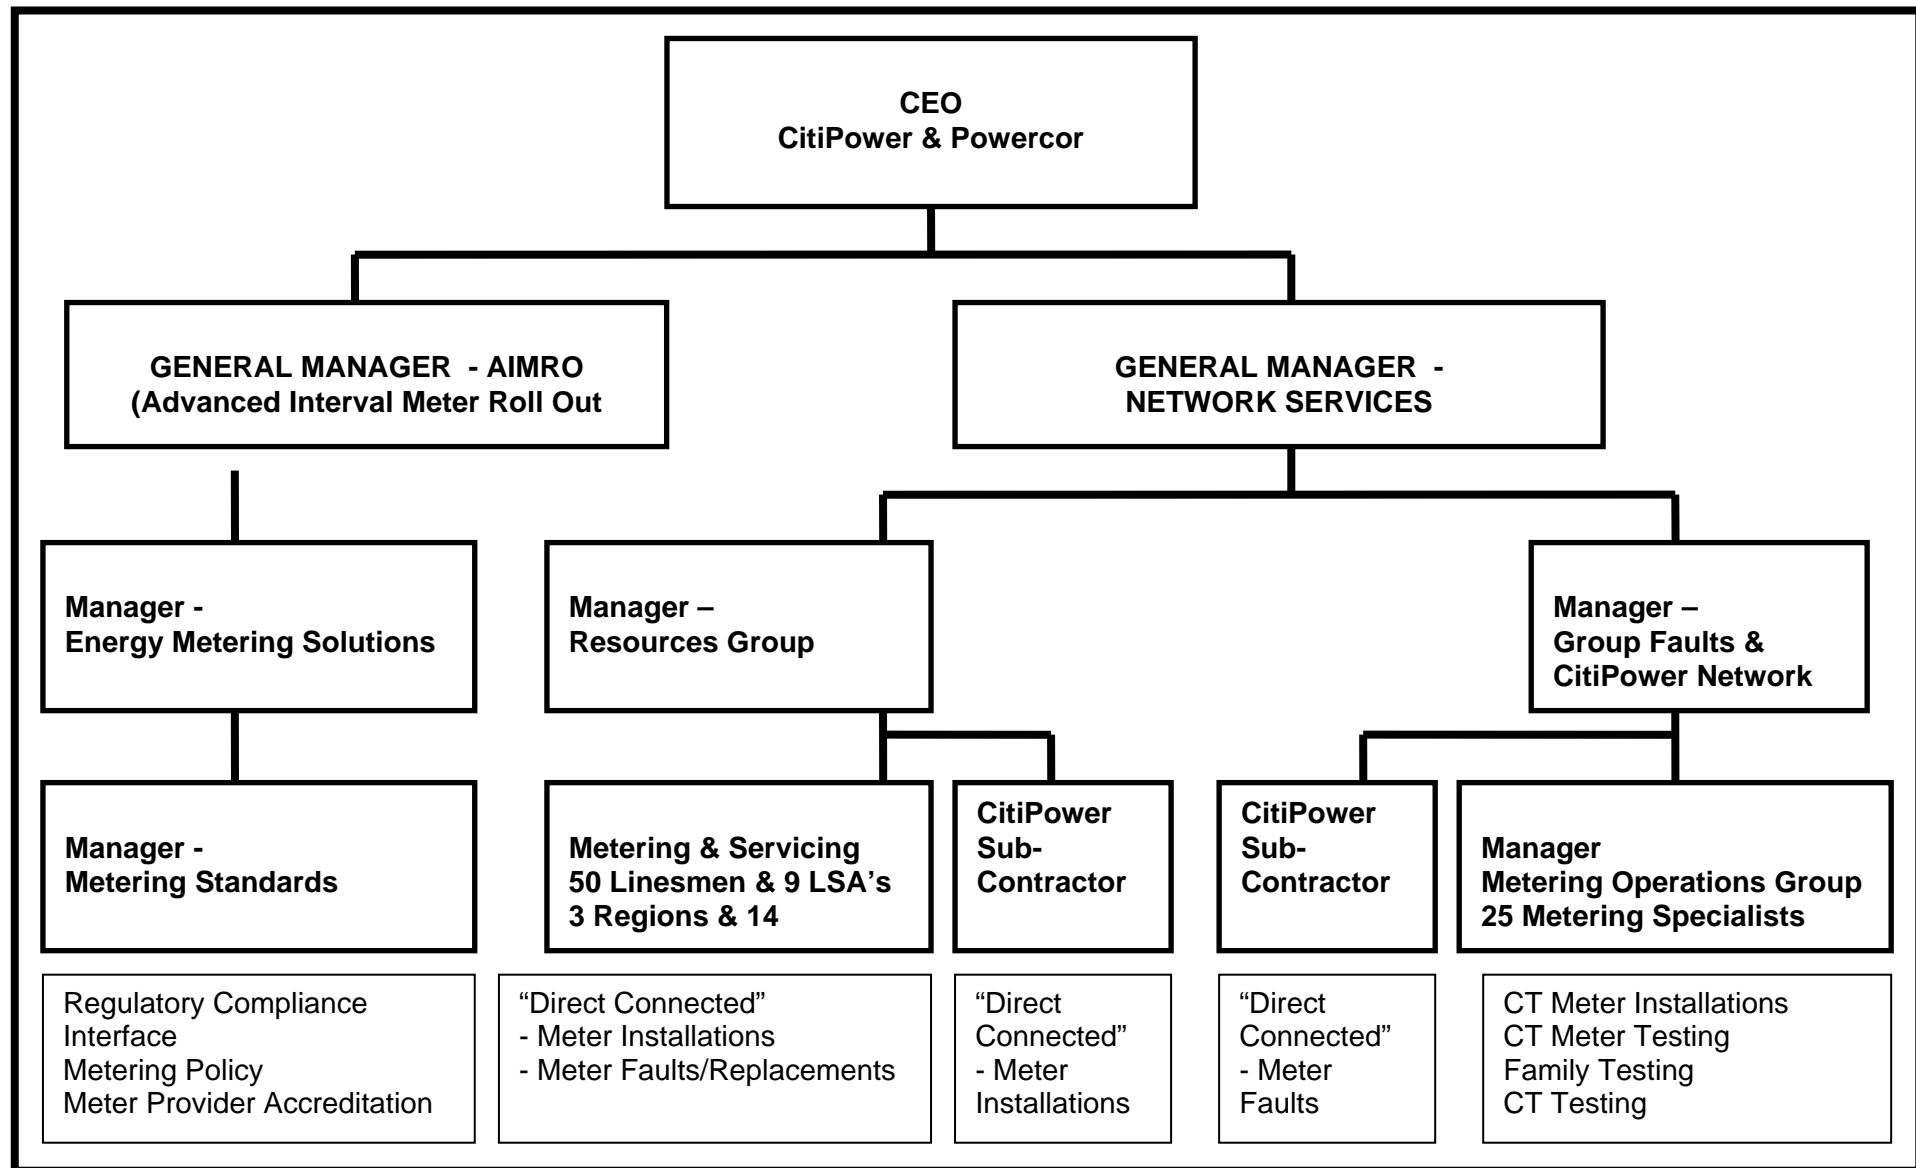 CEO
CitiPower & Powercor
GENERAL MANAGER  - AIMRO
(Advanced Interval Meter Roll Out
GENERAL MANAGER  -
NETWORK SERVICES
Manager -
Energy Metering Solutions
Manager –
Resources Group
Manager –
Group Faults &
CitiPower Network
Manager -
Metering Standards
Metering & Servicing
50 Linesmen & 9 LSA’s
3 Regions & 14
CitiPower
Sub-
Contractor
CitiPower
Sub-
Contractor
Manager
Metering Operations Group
25 Metering Specialists
Regulatory Compliance
Interface
Metering Policy
Meter Provider Accreditation
“Direct Connected”
- Meter Installations
- Meter Faults/Replacements
“Direct
Connected”
- Meter
Installations
“Direct
Connected”
- Meter
Faults
CT Meter Installations
CT Meter Testing
Family Testing
CT Testing